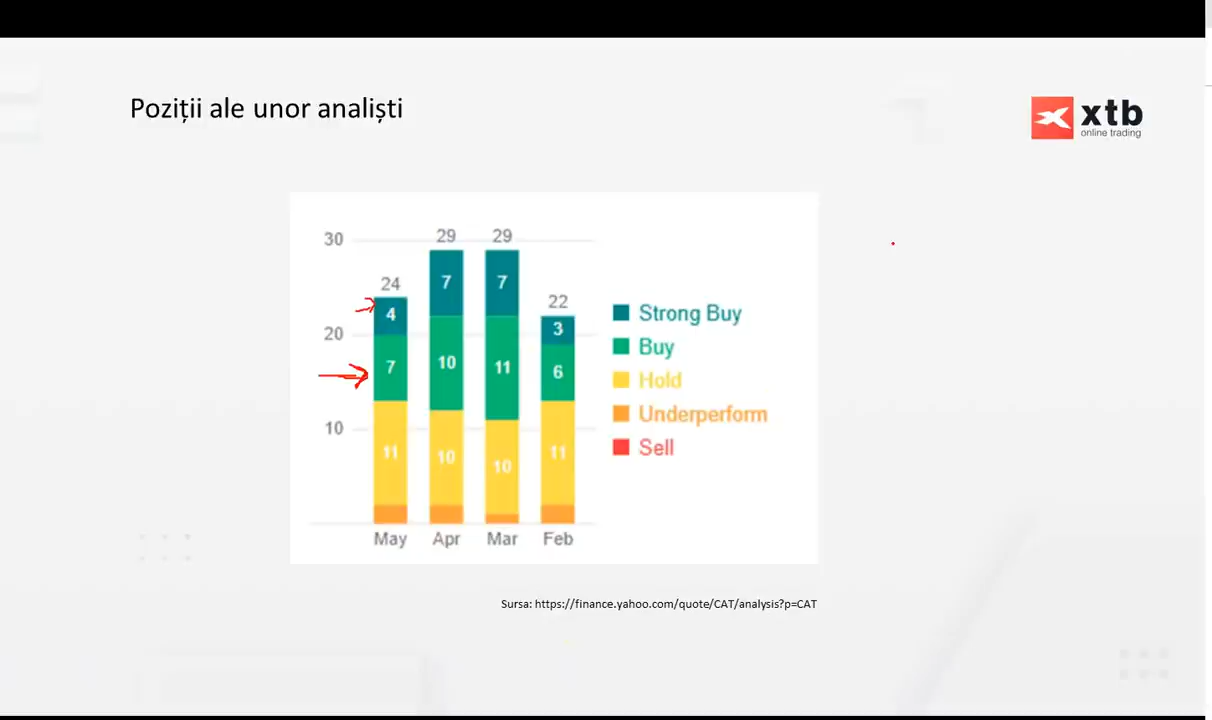 Poziții ale unor analiști
xtb
online trading
30
20
10
24
29
29
22
4
7
7
3
7
10
11
6
11
10
10
11
May
Apr
Mar
Feb
Strong Buy
Buy
Hold
Underperform
Sell
Sursa: https://finance.yahoo.com/quote/CAT/analysis?p=CAT